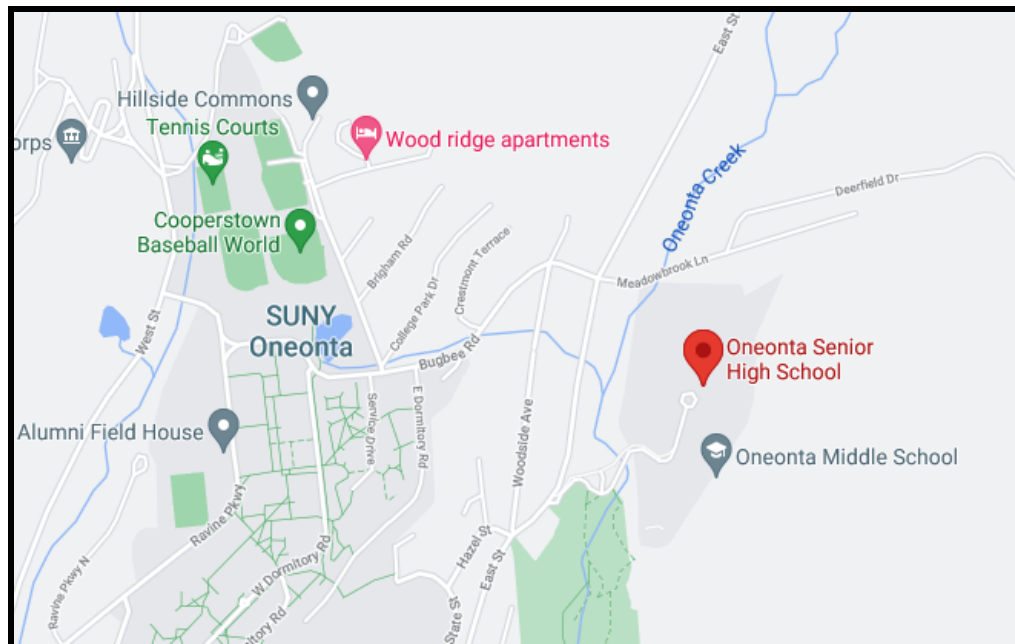 East St
Hillside Commons
Tennis Courts
orps
Wood ridge apartments
Oneonta Creek
Deerfield Dr
Cooperstown
Baseball World
Brigham Rd
College Park Dr
Crestmont Terrace
Meadowbrook Ln
West St
SUNY
Oneonta
Bugbee Rd
Oneonta Senior
High School
Service Drive
E Dormitory Rd
Woodside Ave
Alumni Field House
Oneonta Middle School
Ravine Pkwy
Hazel St
East St
W Dormitory Rd
Ravine Pkwy N
State St
mitory Rd